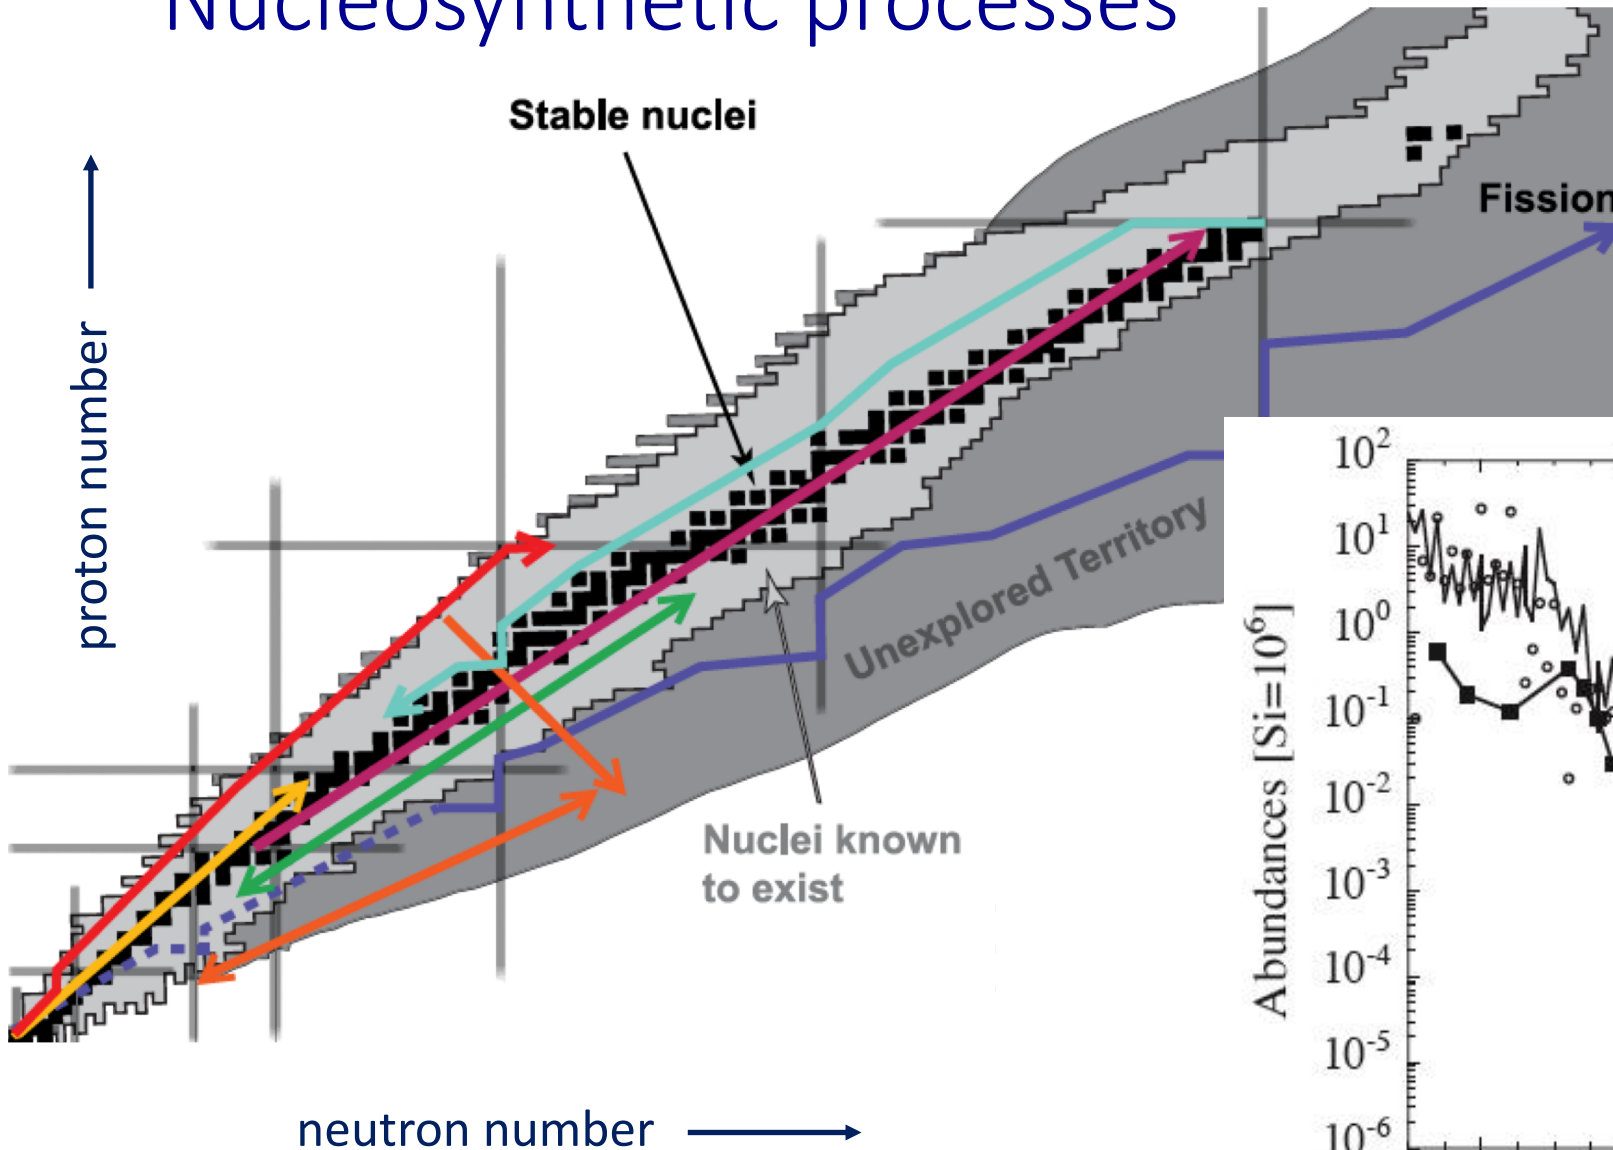 Nucleosynthetic processes
Stable nuclei
proton number
Fission
Unexplored Territory
Nuclei known
to exist
neutron number
Abundances [Si=10⁶]
10²
10¹
10⁰
10⁻¹
10⁻²
10⁻³
10⁻⁴
10⁻⁵
10⁻⁶